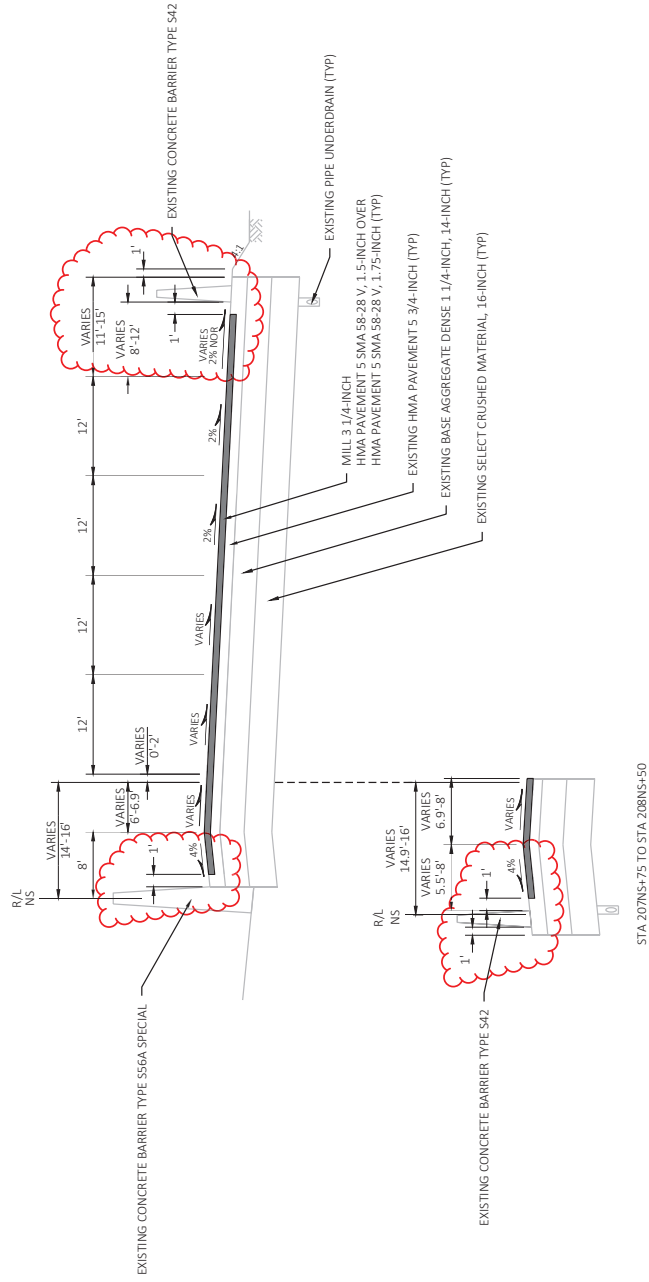 R/L
NS
VARIES
14'-16'
8'
VARIES
6'-6.9'
VARIES
0'-2'
12'
12'
12'
12'
VARIES
11'-15'
VARIES
8'-12'
1'
1'
1'
4%
VARIES
VARIES
VARIES
2%
2%
VARIES
2% NOR
4:1
EXISTING CONCRETE BARRIER TYPE S56A SPECIAL
EXISTING CONCRETE BARRIER TYPE S42
EXISTING PIPE UNDERDRAIN (TYP)
MILL 3 1/4-INCH
HMA PAVEMENT 5 SMA 58-28 V, 1.5-INCH OVER
HMA PAVEMENT 5 SMA 58-28 V, 1.75-INCH (TYP)
EXISTING HMA PAVEMENT 5 3/4-INCH (TYP)
EXISTING BASE AGGREGATE DENSE 1 1/4-INCH, 14-INCH (TYP)
EXISTING SELECT CRUSHED MATERIAL, 16-INCH (TYP)
R/L
NS
VARIES
14.9'-16'
VARIES
5.5'-8'
VARIES
6.9'-8'
1'
1'
4%
VARIES
EXISTING CONCRETE BARRIER TYPE S42
STA 207NS+75 TO STA 208NS+50